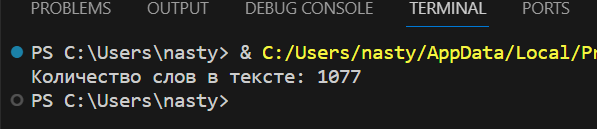 PROBLEMS OUTPUT DEBUG CONSOLE TERMINAL PORTS
PS C:\Users\nasty> & C:/Users/nasty/AppData/Local/Pr
Количество слов в тексте: 1077
PS C:\Users\nasty>